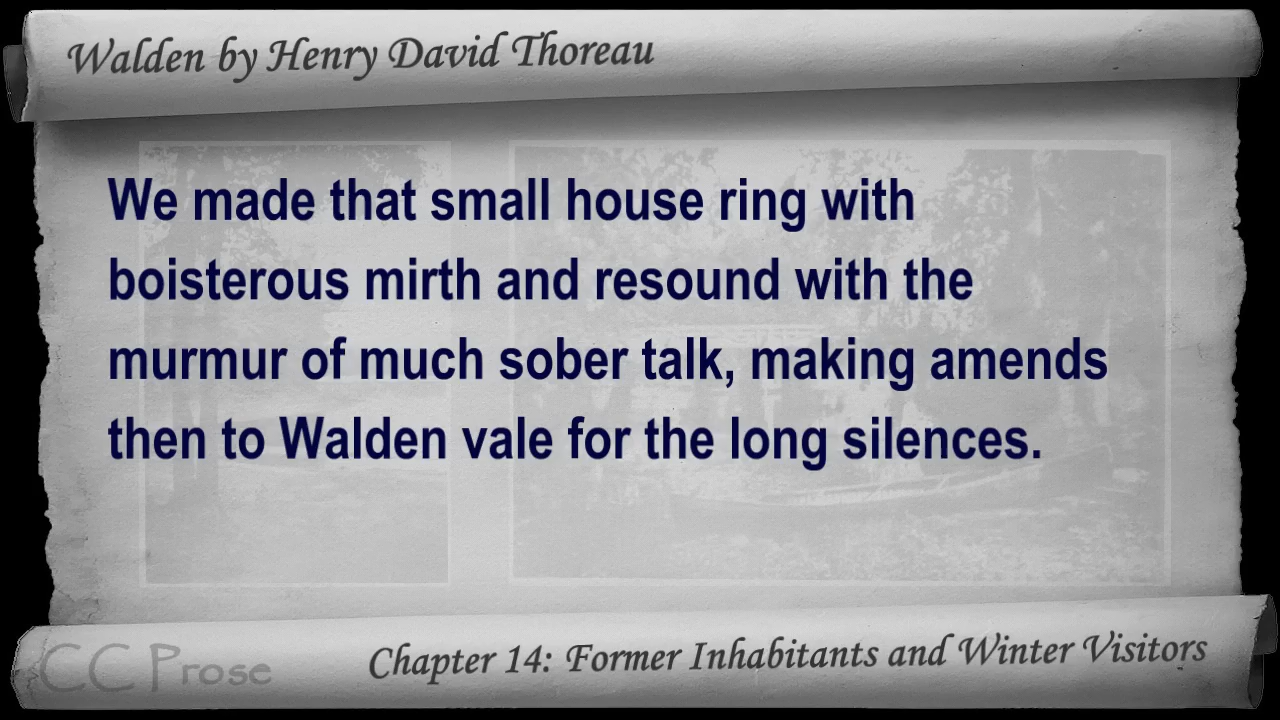 Walden by Henry David Thoreau
We made that small house ring with
boisterous mirth and resound with the
murmur of much sober talk, making amends
then to Walden vale for the long silences.
CC Prose
Chapter 14: Former Inhabitants and Winter Visitors